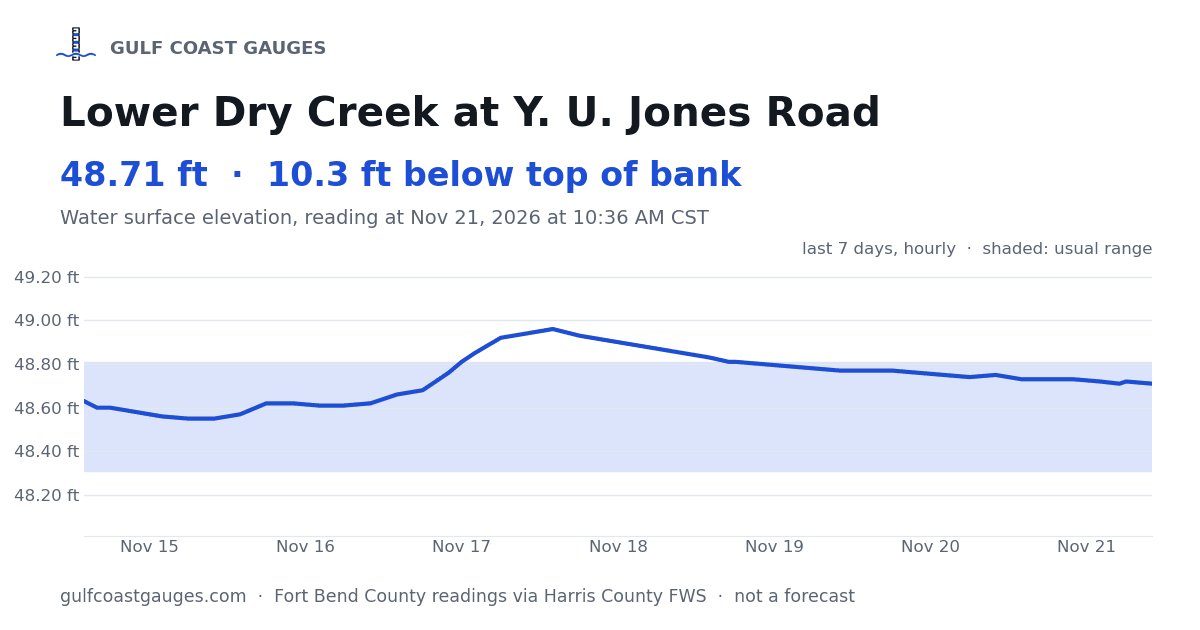 GULF COAST GAUGES
Lower Dry Creek at Y. U. Jones Road
48.71 ft · 10.3 ft below top of bank
Water surface elevation, reading at Nov 21, 2026 at 10:36 AM CST
last 7 days, hourly · shaded: usual range
49.20 ft
49.00 ft
48.80 ft
48.60 ft
48.40 ft
48.20 ft
Nov 15 Nov 16 Nov 17 Nov 18 Nov 19 Nov 20 Nov 21
gulfcoastgauges.com · Fort Bend County readings via Harris County FWS · not a forecast